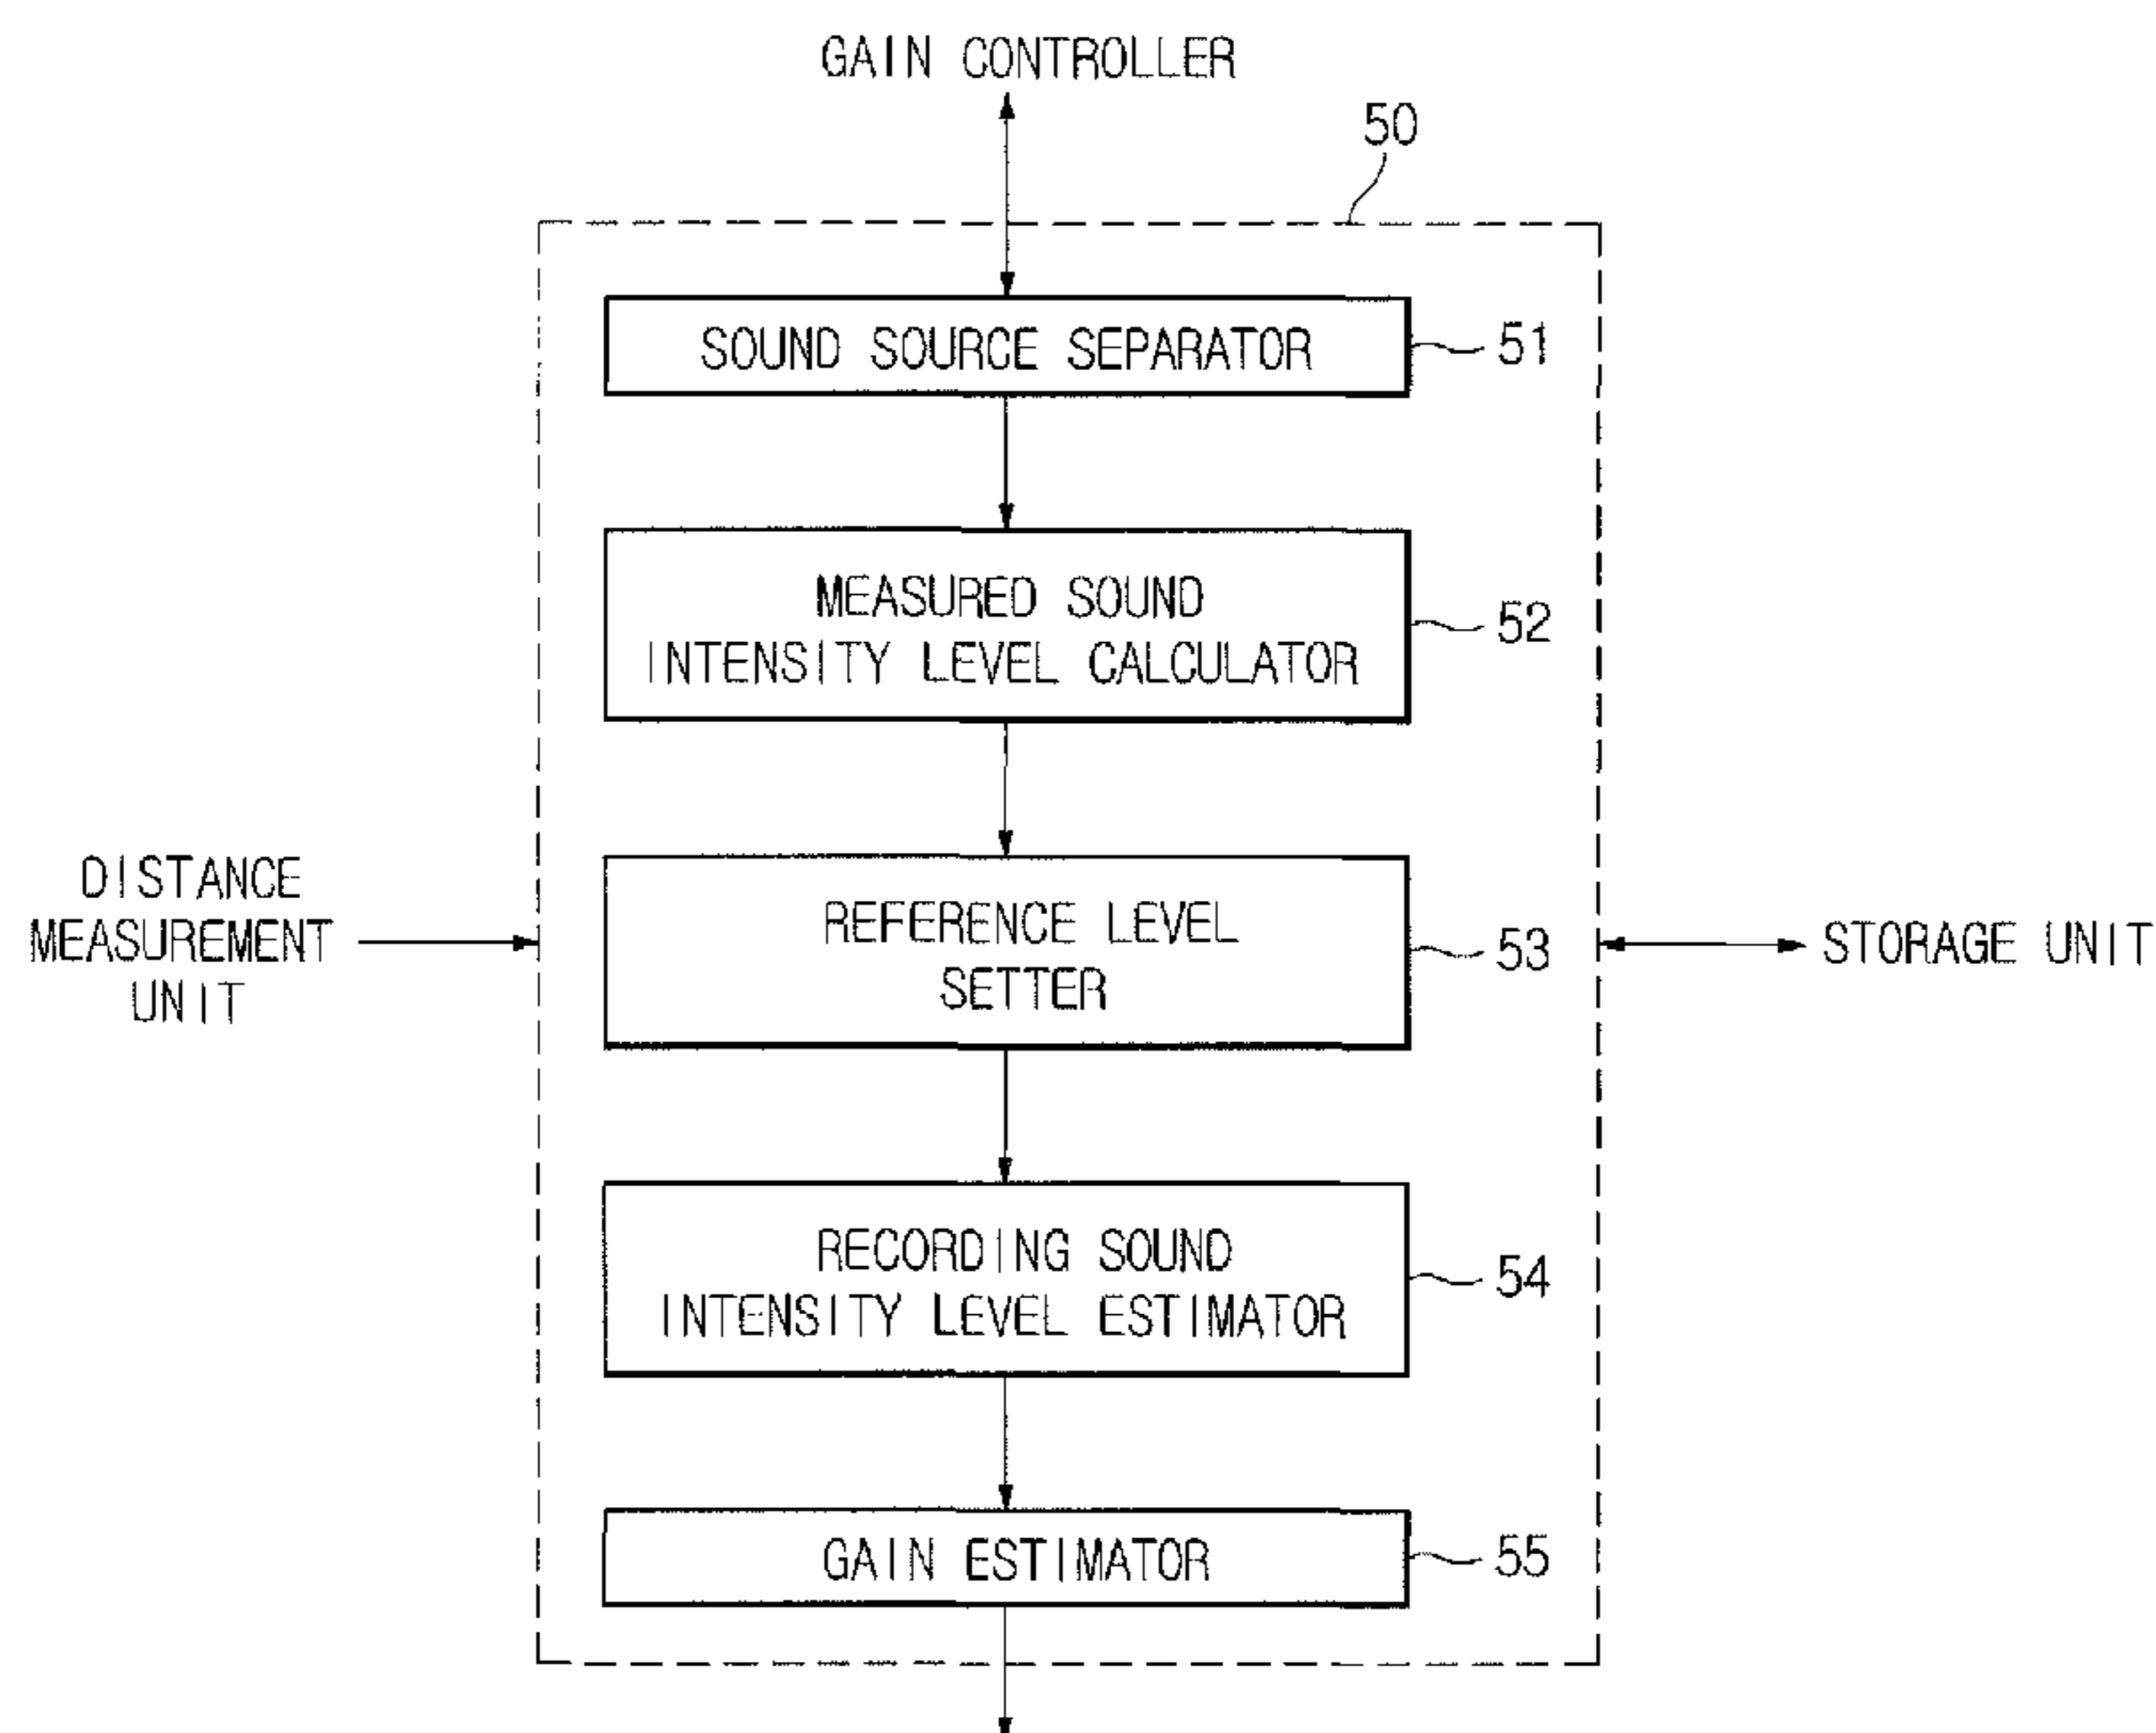 GAIN CONTROLLER
50
SOUND SOURCE SEPARATOR
51
MEASURED SOUND
INTENSITY LEVEL CALCULATOR
52
DISTANCE
MEASUREMENT
UNIT
REFERENCE LEVEL
SETTER
53
STORAGE UNIT
RECORDING SOUND
INTENSITY LEVEL ESTIMATOR
54
GAIN ESTIMATOR
55